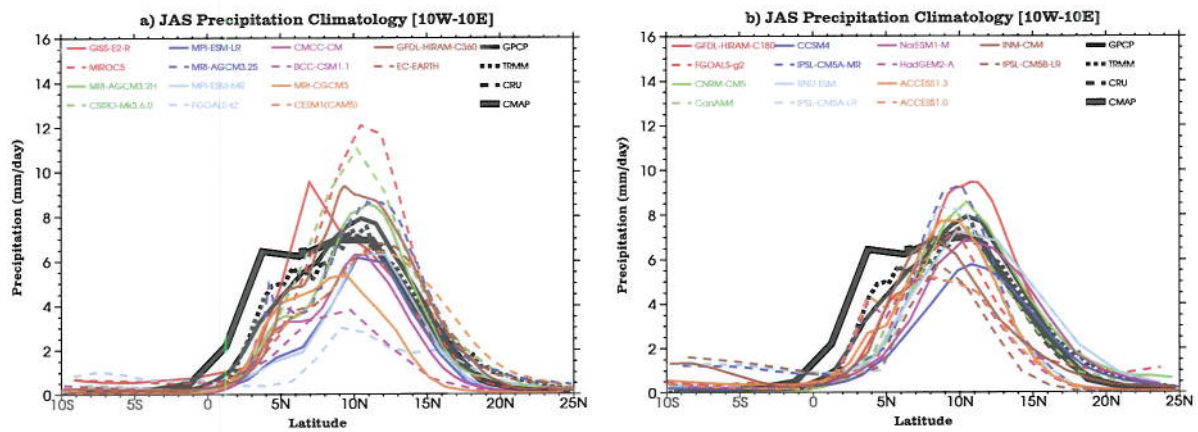 a) JAS Precipitation Climatology [10W-10E]
16
14
12
10
8
6
4
2
0
Precipitation (mm/day)
GISS-E2-R
MIROC5
MRI-AGCM3.2H
CSIRO-Mk3.6.0
MPI-ESM-LR
MRI-AGCM3.2S
MPI-ESM-MR
FGOALS-s2
CMCC-CM
BCC-CSM1.1
MRI-CGCM3
CESM1(CAM5)
GFDL-HIRAM-C360
EC-EARTH
GPCP
TRMM
CRU
CMAP
10S 5S 0 5N 10N 15N 20N 25N
Latitude
b) JAS Precipitation Climatology [10W-10E]
16
14
12
10
8
6
4
2
0
Precipitation (mm/day)
GFDL-HIRAM-C180
FGOALS-g2
CNRM-CM5
CanAM4
CCSM4
IPSL-CM5A-MR
BNU-ESM
IPSL-CM5A-LR
NorESM1-M
HadGEM2-A
ACCESS1.3
ACCESS1.0
INM-CM4
IPSL-CM5B-LR
GPCP
TRMM
CRU
CMAP
10S 5S 0 5N 10N 15N 20N 25N
Latitude